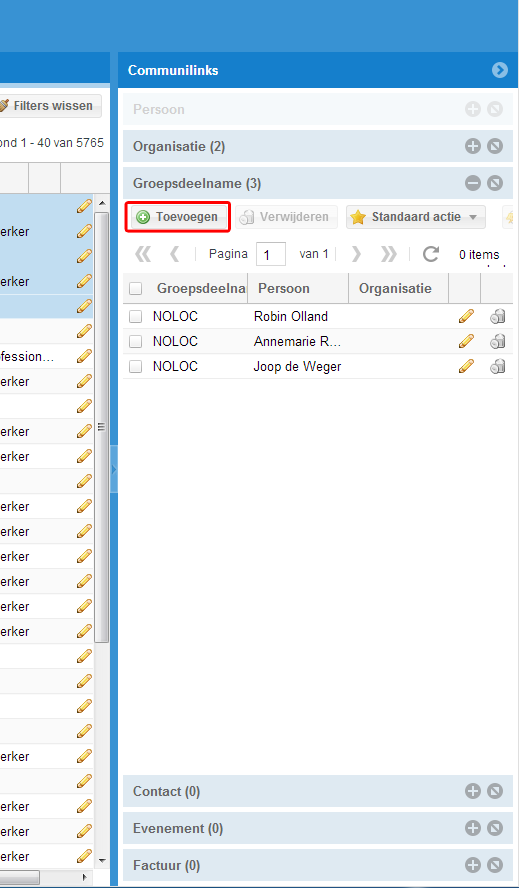 Communilinks
Filters wissen
Persoon
ond 1 - 40 van 5765
Organisatie (2)
Groepsdeelname (3)
Toevoegen Verwijderen Standaard actie
Pagina 1 van 1 0 items
Groepsdeelnar Persoon Organisatie
NOLOC Robin Olland
NOLOC Annemarie R...
NOLOC Joop de Weger
erker
erker
fession...
erker
erker
erker
erker
erker
erker
erker
erker
erker
erker
erker
erker
erker
Contact (0)
Evenement (0)
Factuur (0)